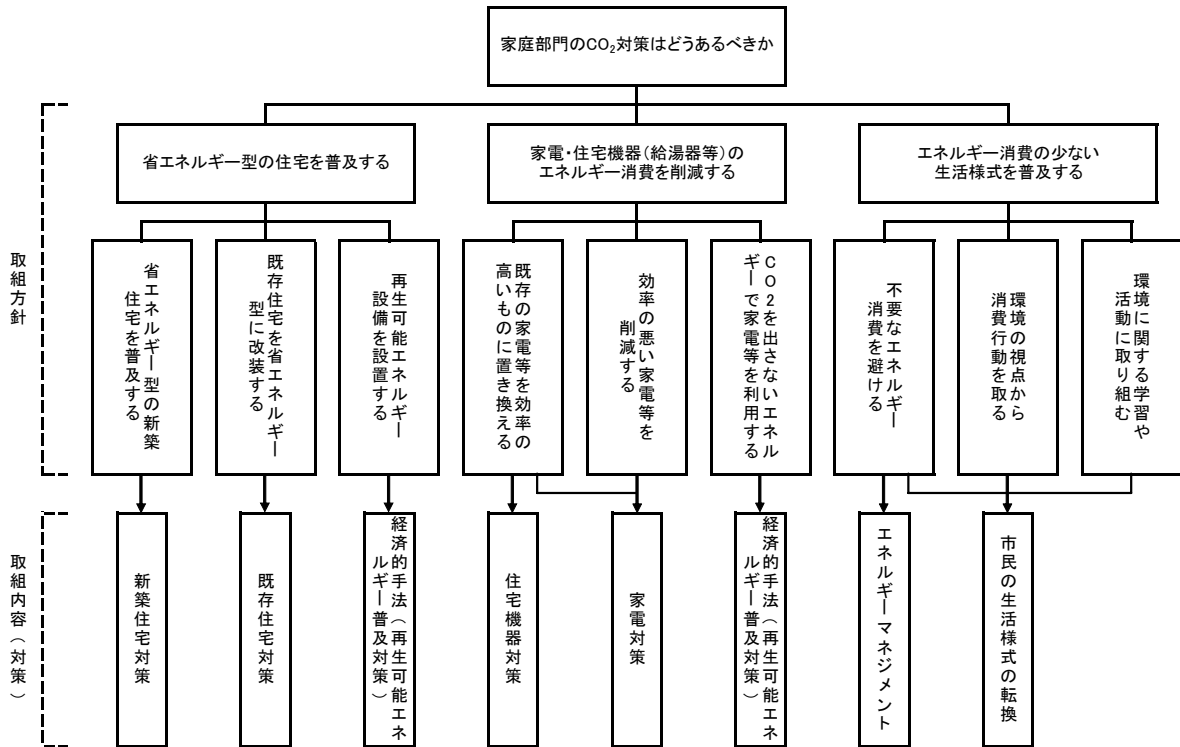 家庭部門のCO₂対策はどうあるべきか
省エネルギー型の住宅を普及する
家電・住宅機器（給湯器等）の
エネルギー消費を削減する
エネルギー消費の少ない
生活様式を普及する
取組方針
省エネルギー型の新築
住宅を普及する
既存住宅を省エネルギー
型に改装する
再生可能エネルギー
設備を設置する
既存の家電等を効率の
高いものに置き換える
効率の悪い家電等を
削減する
CO2を出さないエネル
ギーで家電等を利用する
不要なエネルギー
消費を避ける
環境の視点から
消費行動を取る
環境に関する学習や
活動に取り組む
取組内容（対策）
新築住宅対策
既存住宅対策
経済的手法（再生可能エネ
ルギー普及対策）
住宅機器対策
家電対策
経済的手法（再生可能エネ
ルギー普及対策）
エネルギーマネジメント
市民の生活様式の転換